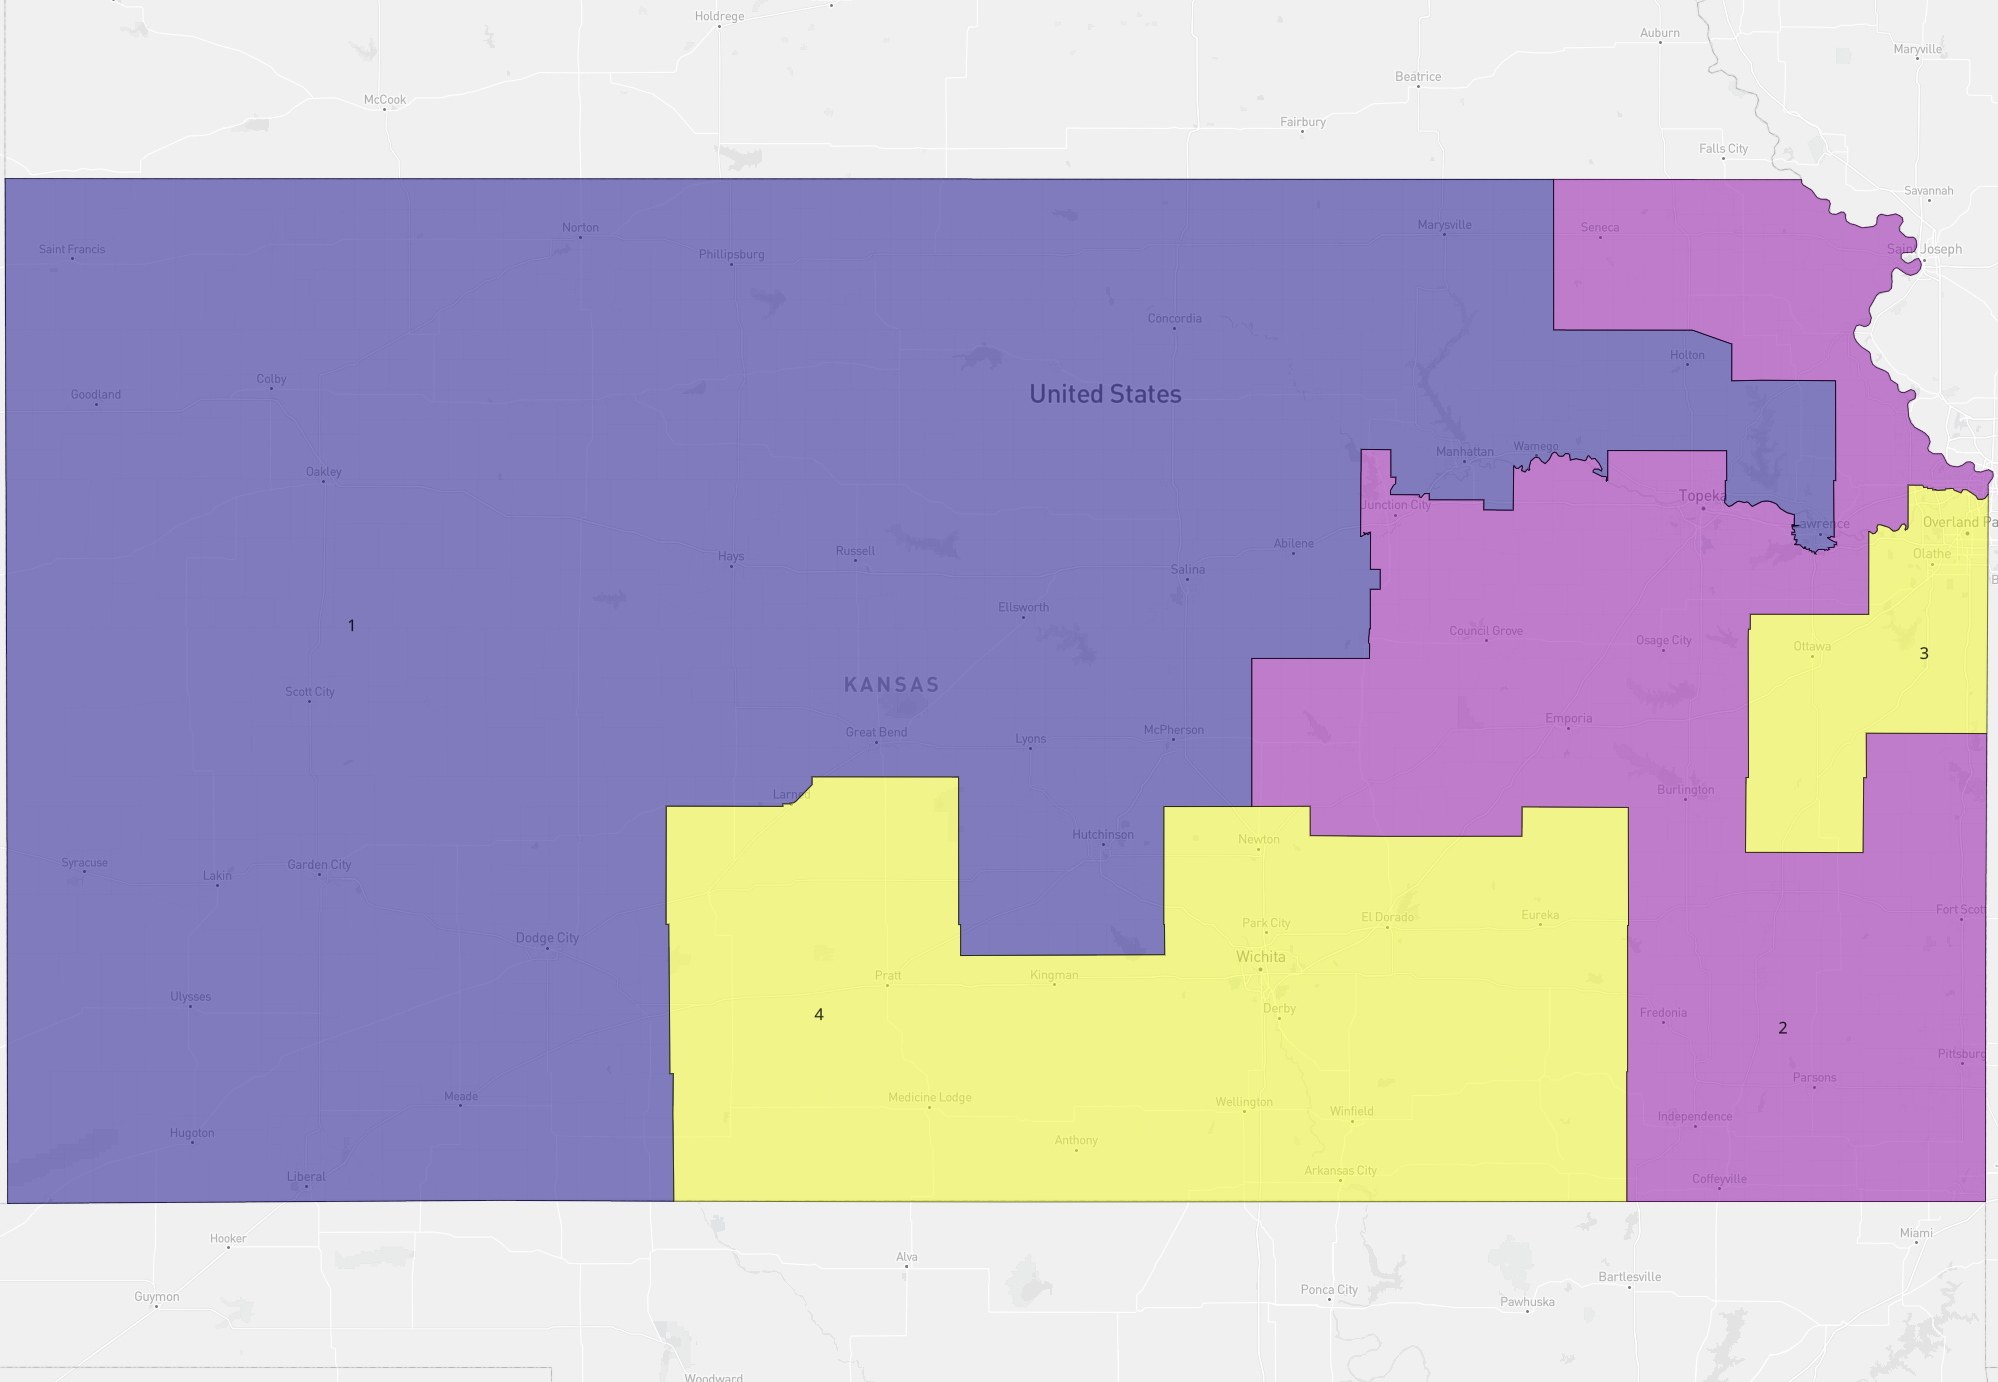 Holdrege
Auburn
Maryville
Beatrice
McCook
Fairbury
Falls City
Savannah
Saint Francis
Norton
Phillipsburg
Marysville
Seneca
Saint Joseph
Concordia
Holton
Goodland
Colby
United States
Oakley
Manhattan
Wamego
Topeka
Junction City
Lawrence
Overland Pa
Hays
Russell
Salina
Abilene
Olathe
B
Ellsworth
1
Council Grove
Osage City
Ottawa
3
Scott City
KANSAS
Great Bend
Lyons
McPherson
Emporia
Burlington
Larned
Hutchinson
Newton
Syracuse
Lakin
Garden City
Dodge City
Park City
El Dorado
Eureka
Fort Scott
Wichita
Ulysses
Pratt
Kingman
Derby
4
Fredonia
2
Pittsburg
Meade
Medicine Lodge
Wellington
Winfield
Parsons
Hugoton
Anthony
Independence
Liberal
Arkansas City
Coffeyville
Hooker
Alva
Miami
Guymon
Ponca City
Bartlesville
Pawhuska
Woodward